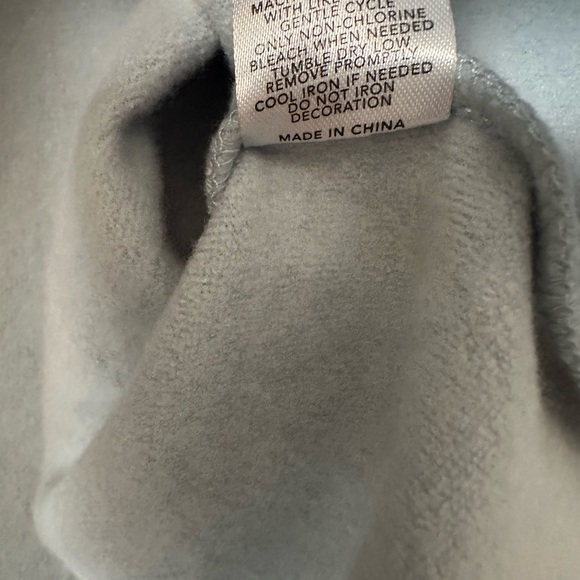 WITH LIKE
GENTLE CYCLE
ONLY NON-CHLORINE
BLEACH WHEN NEEDED
TUMBLE DRY LOW,
REMOVE PROMPTLY
COOL IRON IF NEEDED
DO NOT IRON
DECORATION
MADE IN CHINA